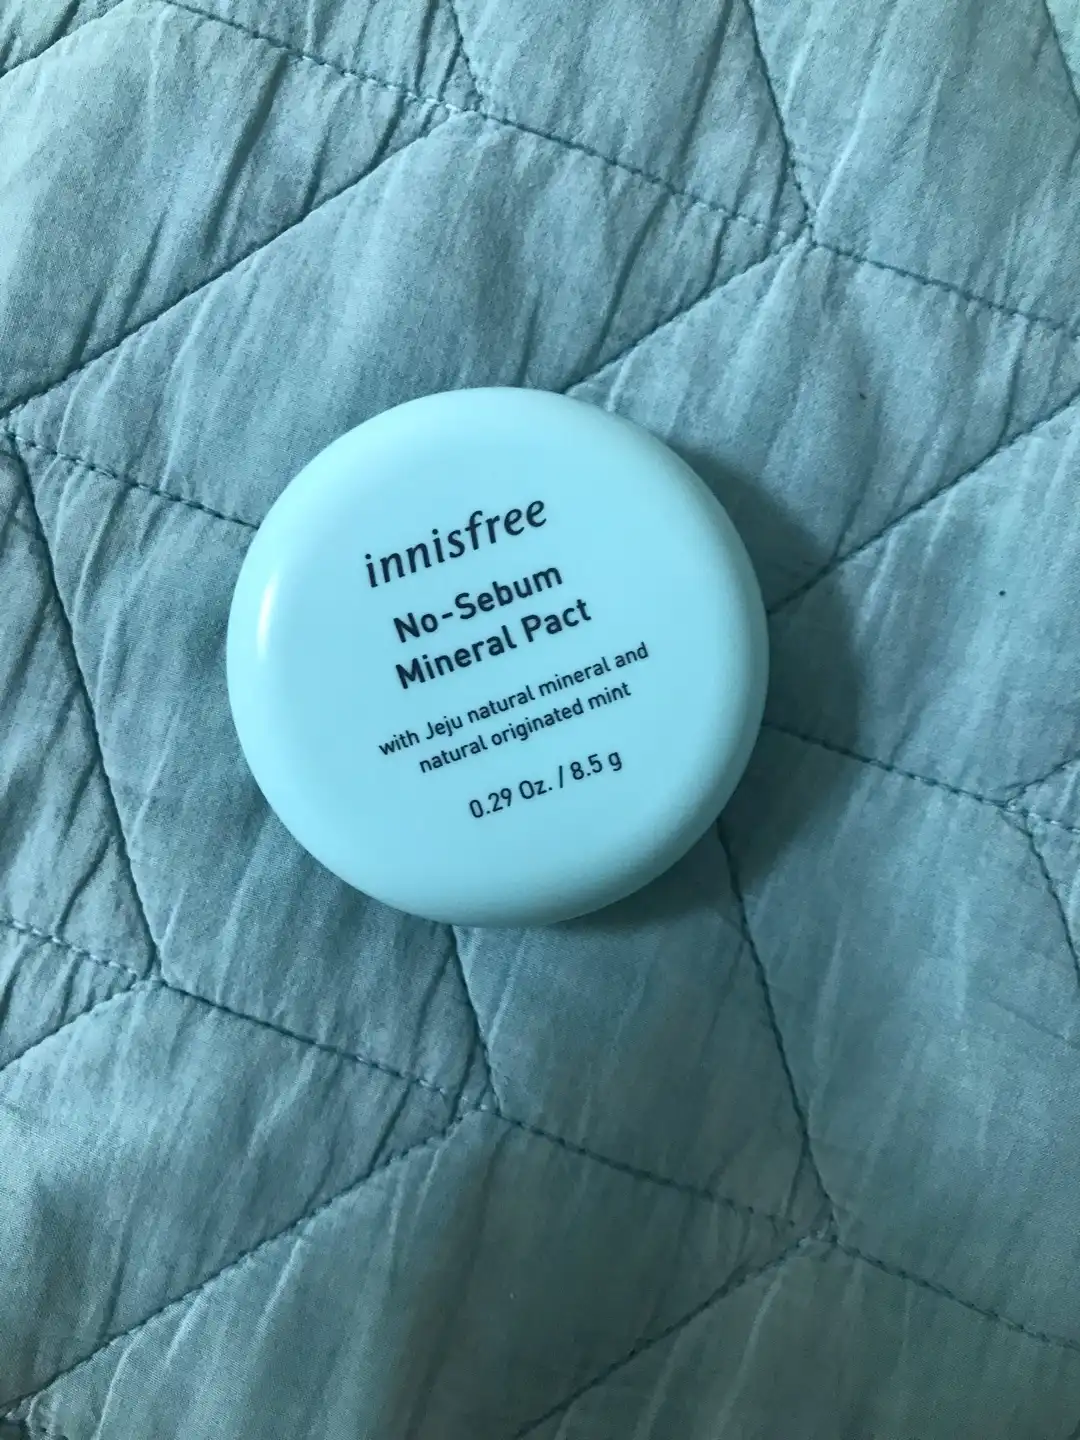 innisfree
No-Sebum
Mineral Pact
with Jeju natural mineral and
natural originated mint
0.29 Oz. / 8.5 g